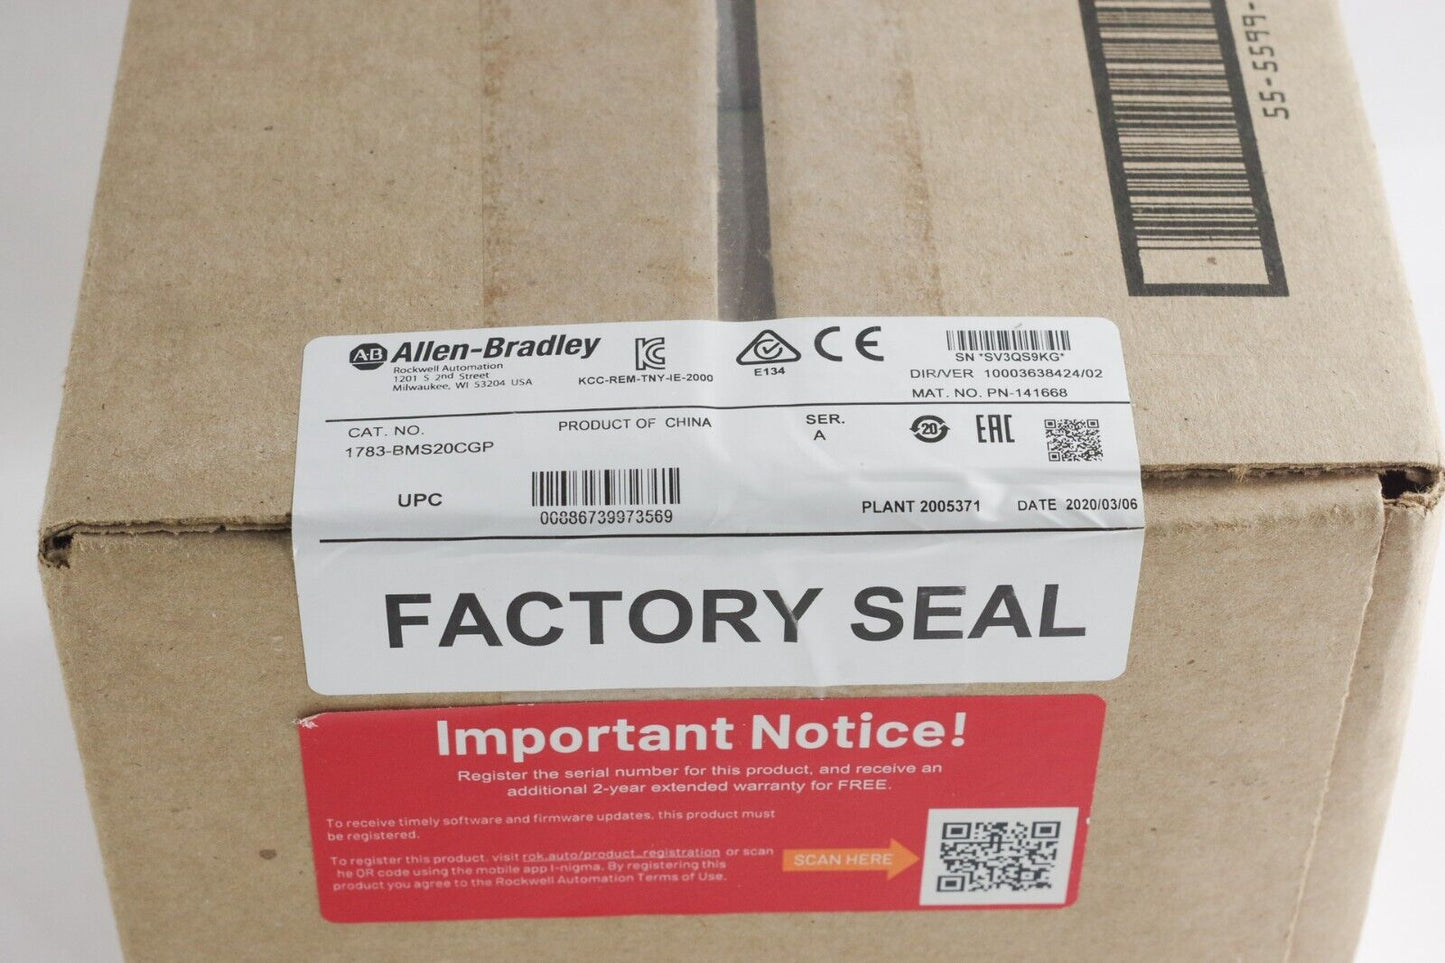 55-5599-
A-B Allen-Bradley
Rockwell Automation
1201 S 2nd Street
Milwaukee, WI 53204 USA
KCC-REM-TNY-IE-2000
E134
CE
SN *SV3QS9KG*
DIR/VER 10003638424/02
MAT. NO. PN-141668
CAT. NO.
1783-BMS20CGP
PRODUCT OF CHINA
SER.
A
20
EAC
UPC
00886739973569
PLANT 2005371
DATE 2020/03/06
FACTORY SEAL
Important Notice!
Register the serial number for this product, and receive an
additional 2-year extended warranty for FREE.
To receive timely software and firmware updates, this product must
be registered.
To register this product, visit rok.auto/product_registration or scan
he QR code using the mobile app I-nigma. By registering this
product you agree to the Rockwell Automation Terms of Use.
SCAN HERE